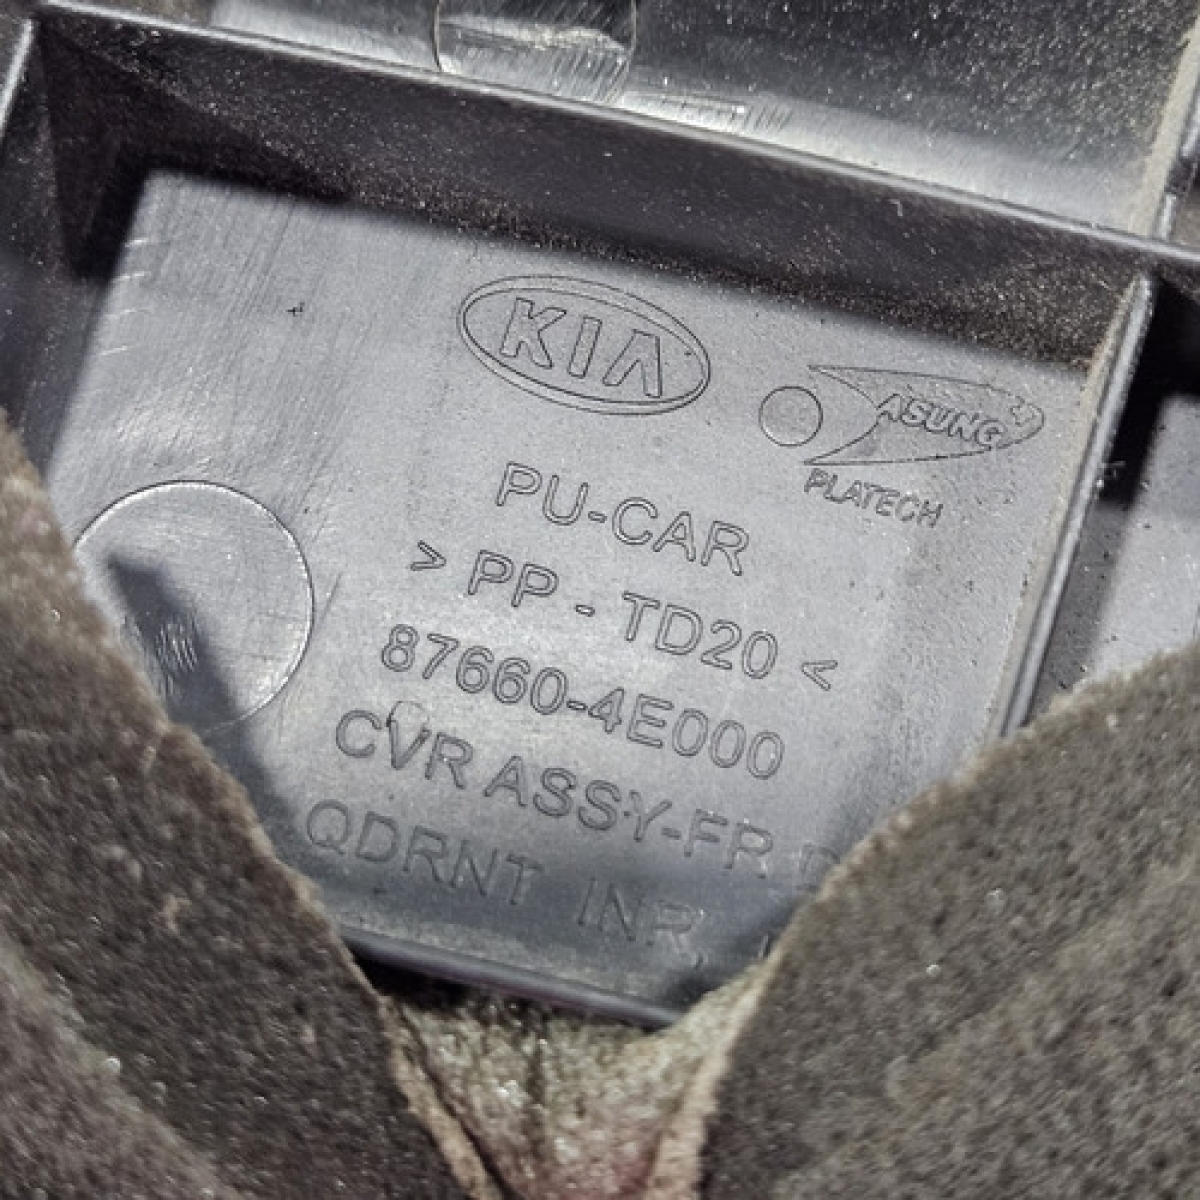 KIA
ASUNG
PLATECH
PU-CAR
> PP - TD20 <
87660-4E000
CVR ASSY-FR
QDRNT INR